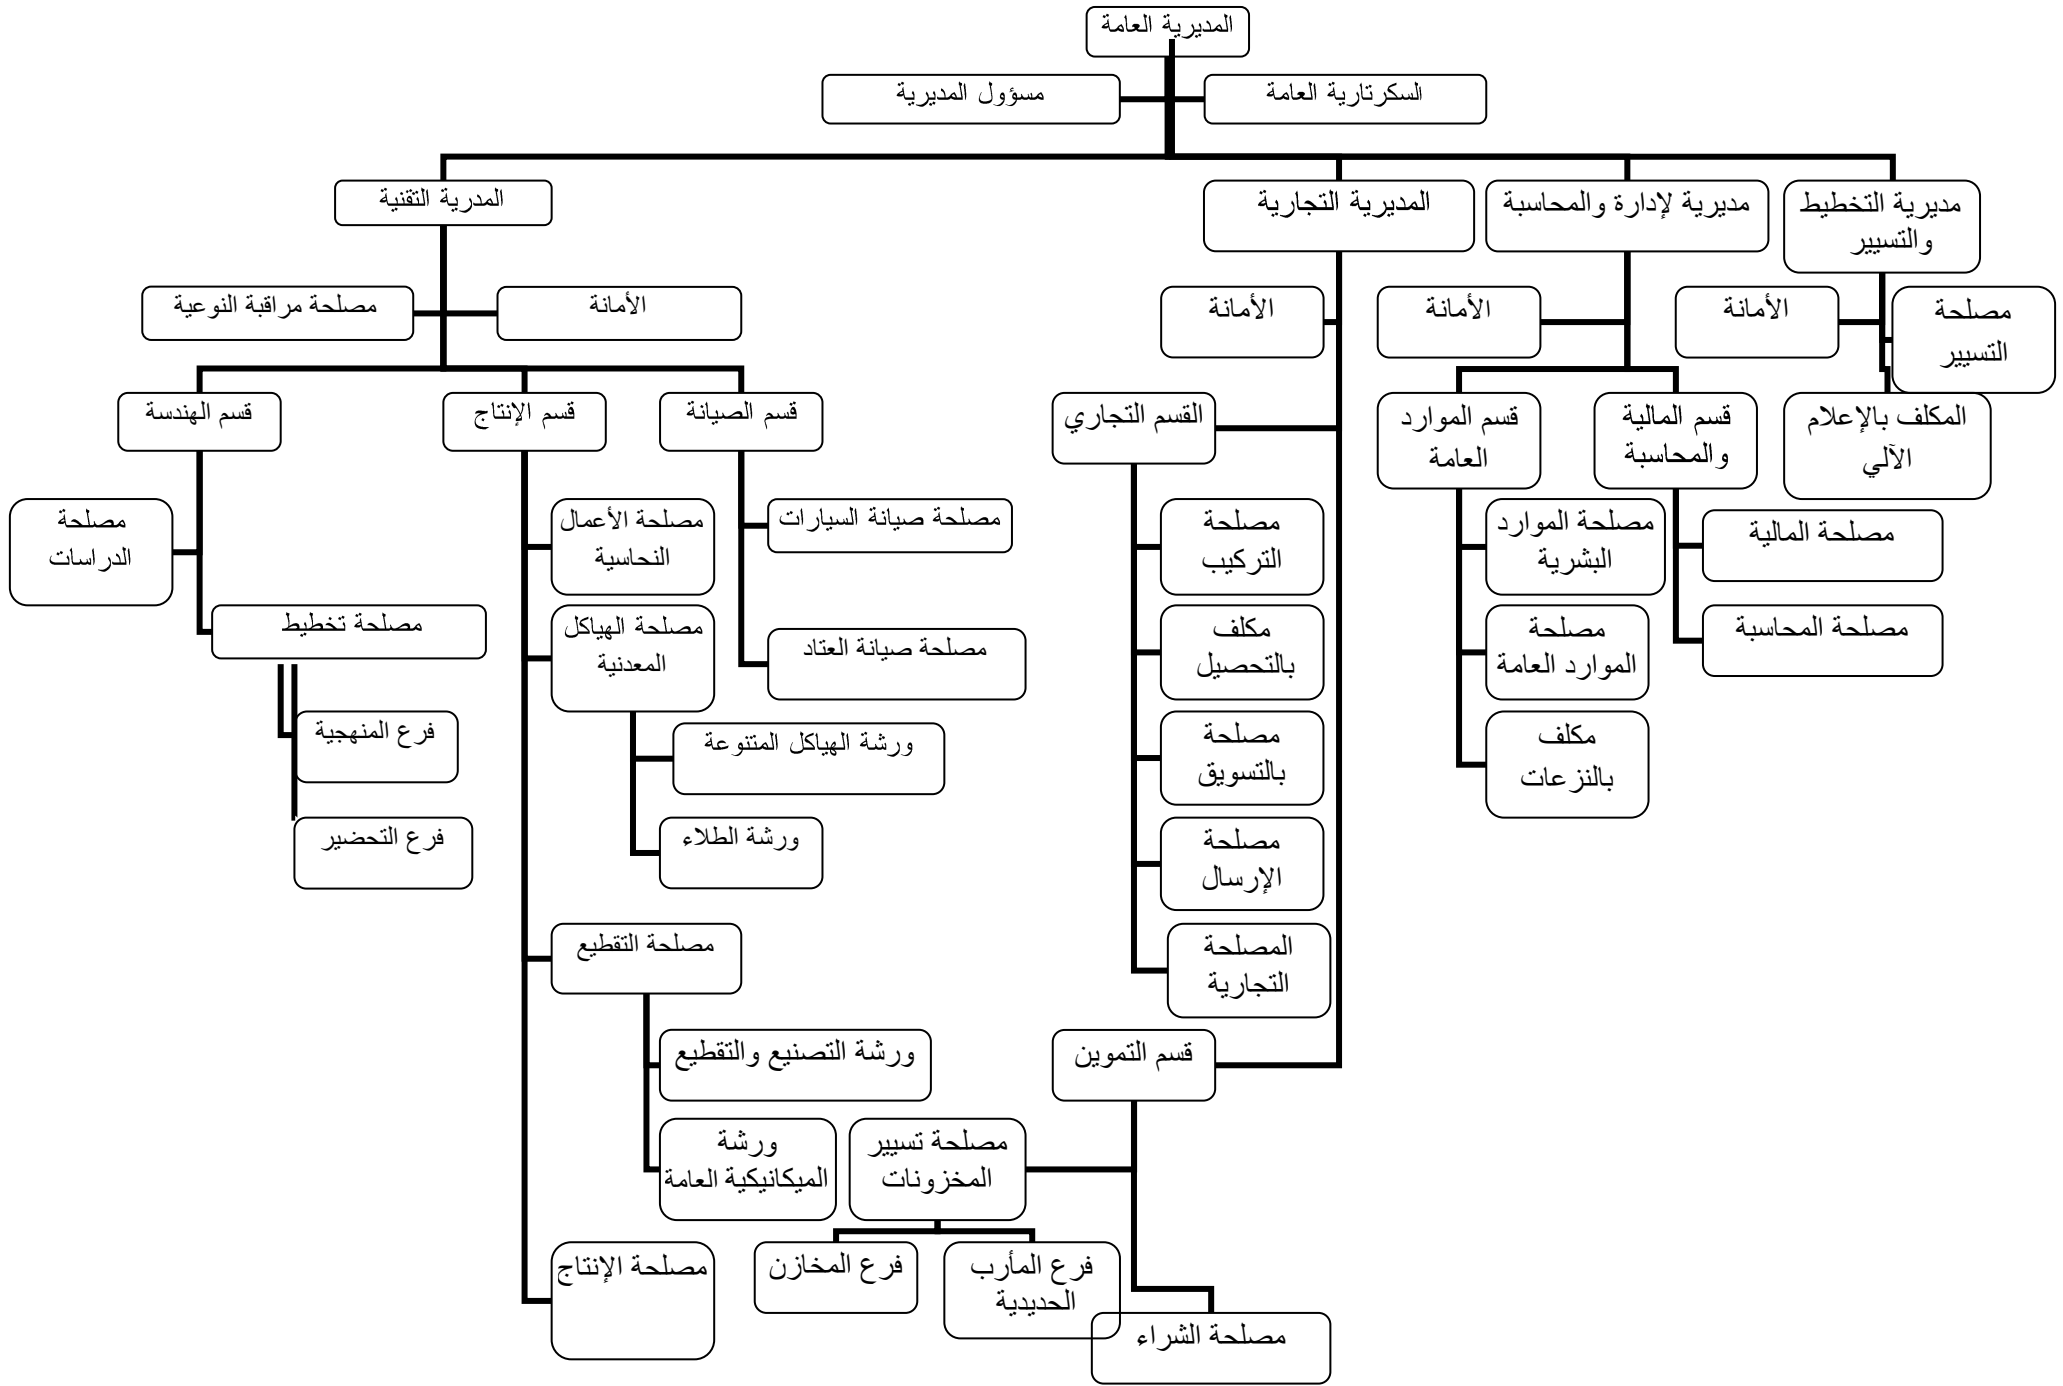 المديرية العامة
السكرتارية العامة
مسؤول المديرية
مديرية التخطيط
والتسيير
مديرية لإدارة والمحاسبة
المديرية التجارية
المدرية التقنية
مصلحة
التسيير
الأمانة
الأمانة
الأمانة
الأمانة
مصلحة مراقبة النوعية
المكلف بالإعلام
الآلي
قسم المالية
والمحاسبة
قسم الموارد
العامة
القسم التجاري
قسم الصيانة
قسم الإنتاج
قسم الهندسة
مصلحة المالية
مصلحة المحاسبة
مصلحة الموارد
البشرية
مصلحة
الموارد العامة
مكلف
بالنزعات
مصلحة
التركيب
مكلف
بالتحصيل
مصلحة
بالتسويق
مصلحة
الإرسال
المصلحة
التجارية
مصلحة صيانة السيارات
مصلحة صيانة العتاد
مصلحة الأعمال
النحاسية
مصلحة الهياكل
المعدنية
ورشة الهياكل المتنوعة
ورشة الطلاء
مصلحة
الدراسات
مصلحة تخطيط
فرع المنهجية
فرع التحضير
مصلحة التقطيع
ورشة التصنيع والتقطيع
ورشة
الميكانيكية العامة
مصلحة الإنتاج
قسم التموين
مصلحة تسيير
المخزونات
فرع المأرب
الحديدية
فرع المخازن
مصلحة الشراء